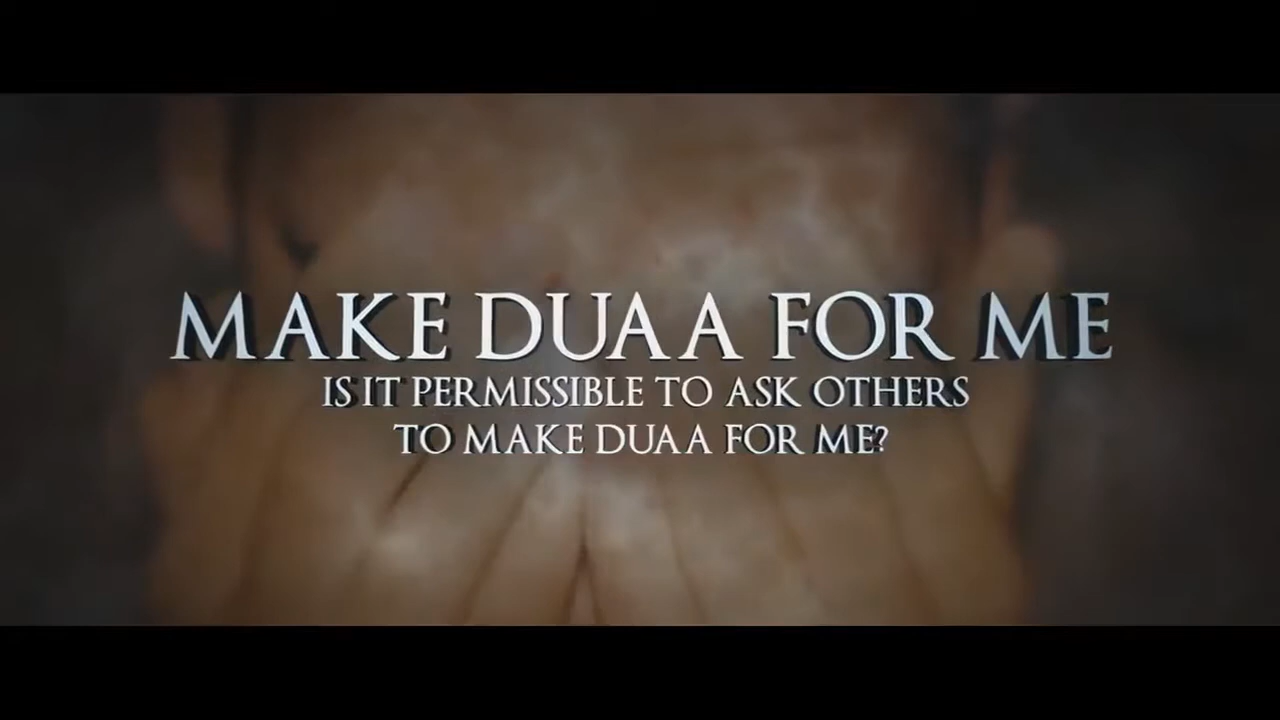 MAKE DUAA FOR ME
IS IT PERMISSIBLE TO ASK OTHERS
TO MAKE DUAA FOR ME?